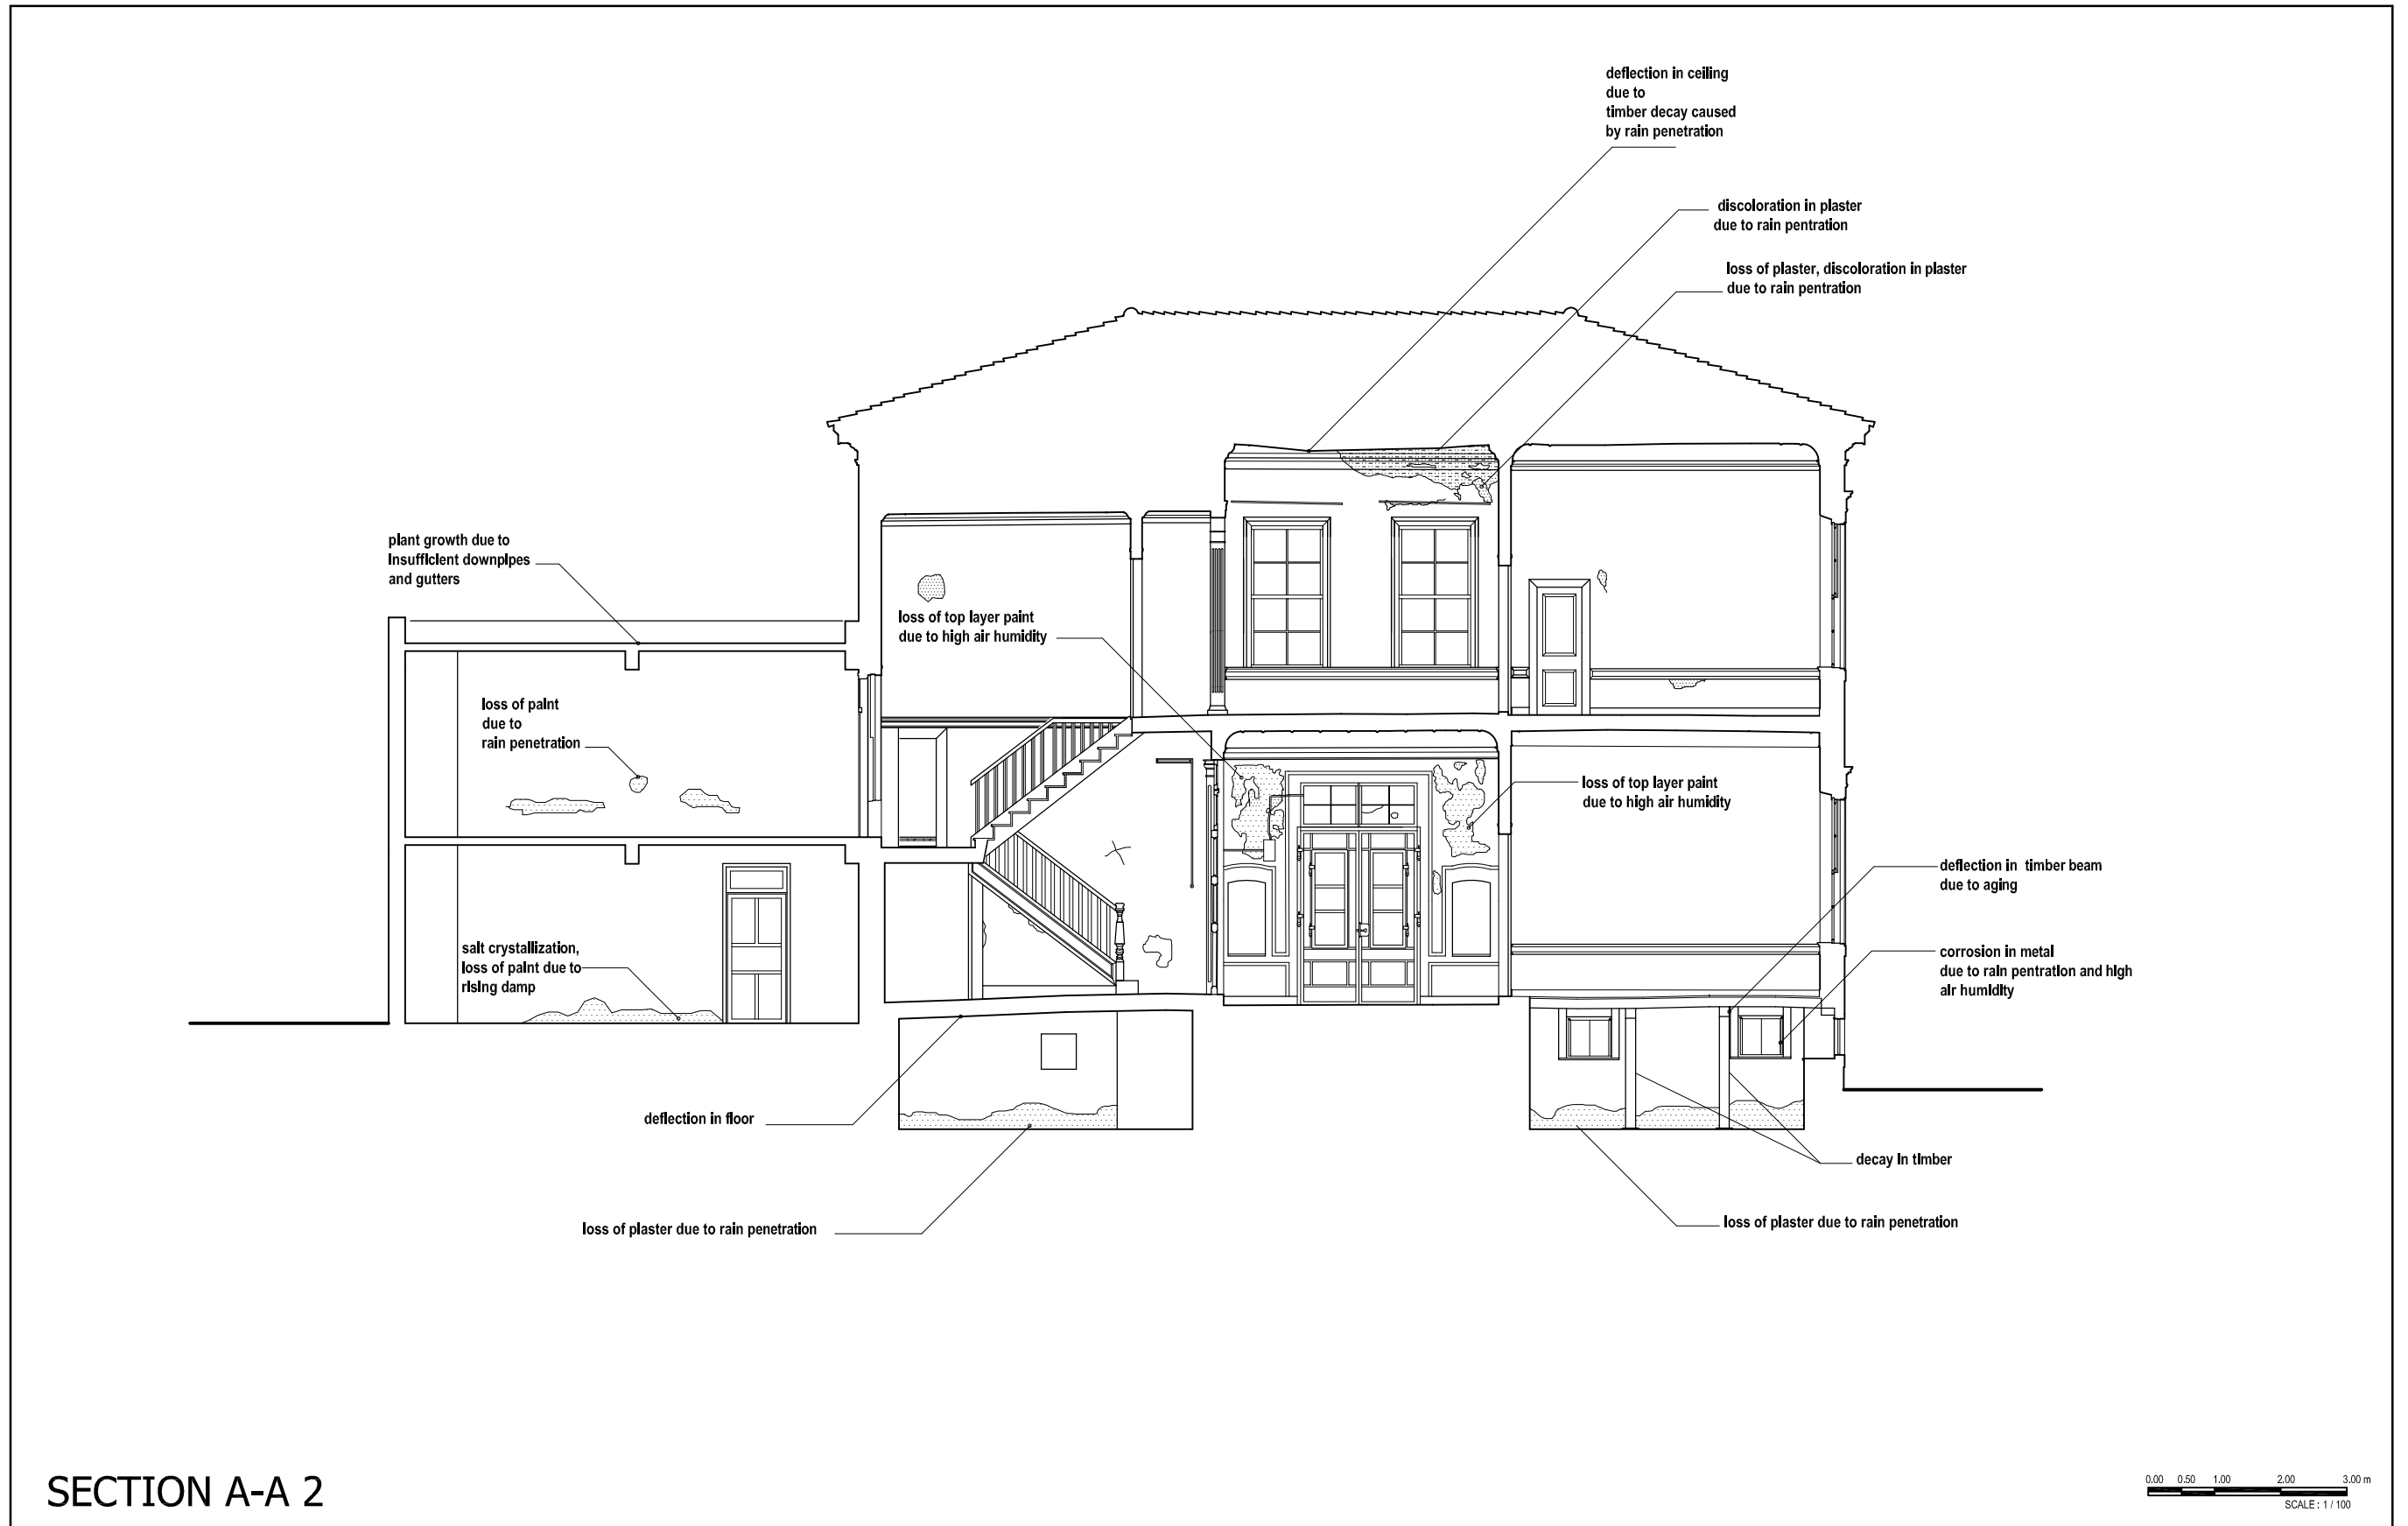 deflection in ceiling
due to
timber decay caused
by rain penetration
discoloration in plaster
due to rain pentration
loss of plaster, discoloration in plaster
due to rain pentration
plant growth due to
insufficient downpipes
and gutters
loss of top layer paint
due to high air humidity
loss of paint
due to
rain penetration
loss of top layer paint
due to high air humidity
deflection in timber beam
due to aging
salt crystallization,
loss of paint due to
rising damp
corrosion in metal
due to rain pentration and high
air humidity
deflection in floor
decay in timber
loss of plaster due to rain penetration
loss of plaster due to rain penetration
SECTION A-A 2
0.00 0.50 1.00 2.00 3.00 m
SCALE : 1 / 100